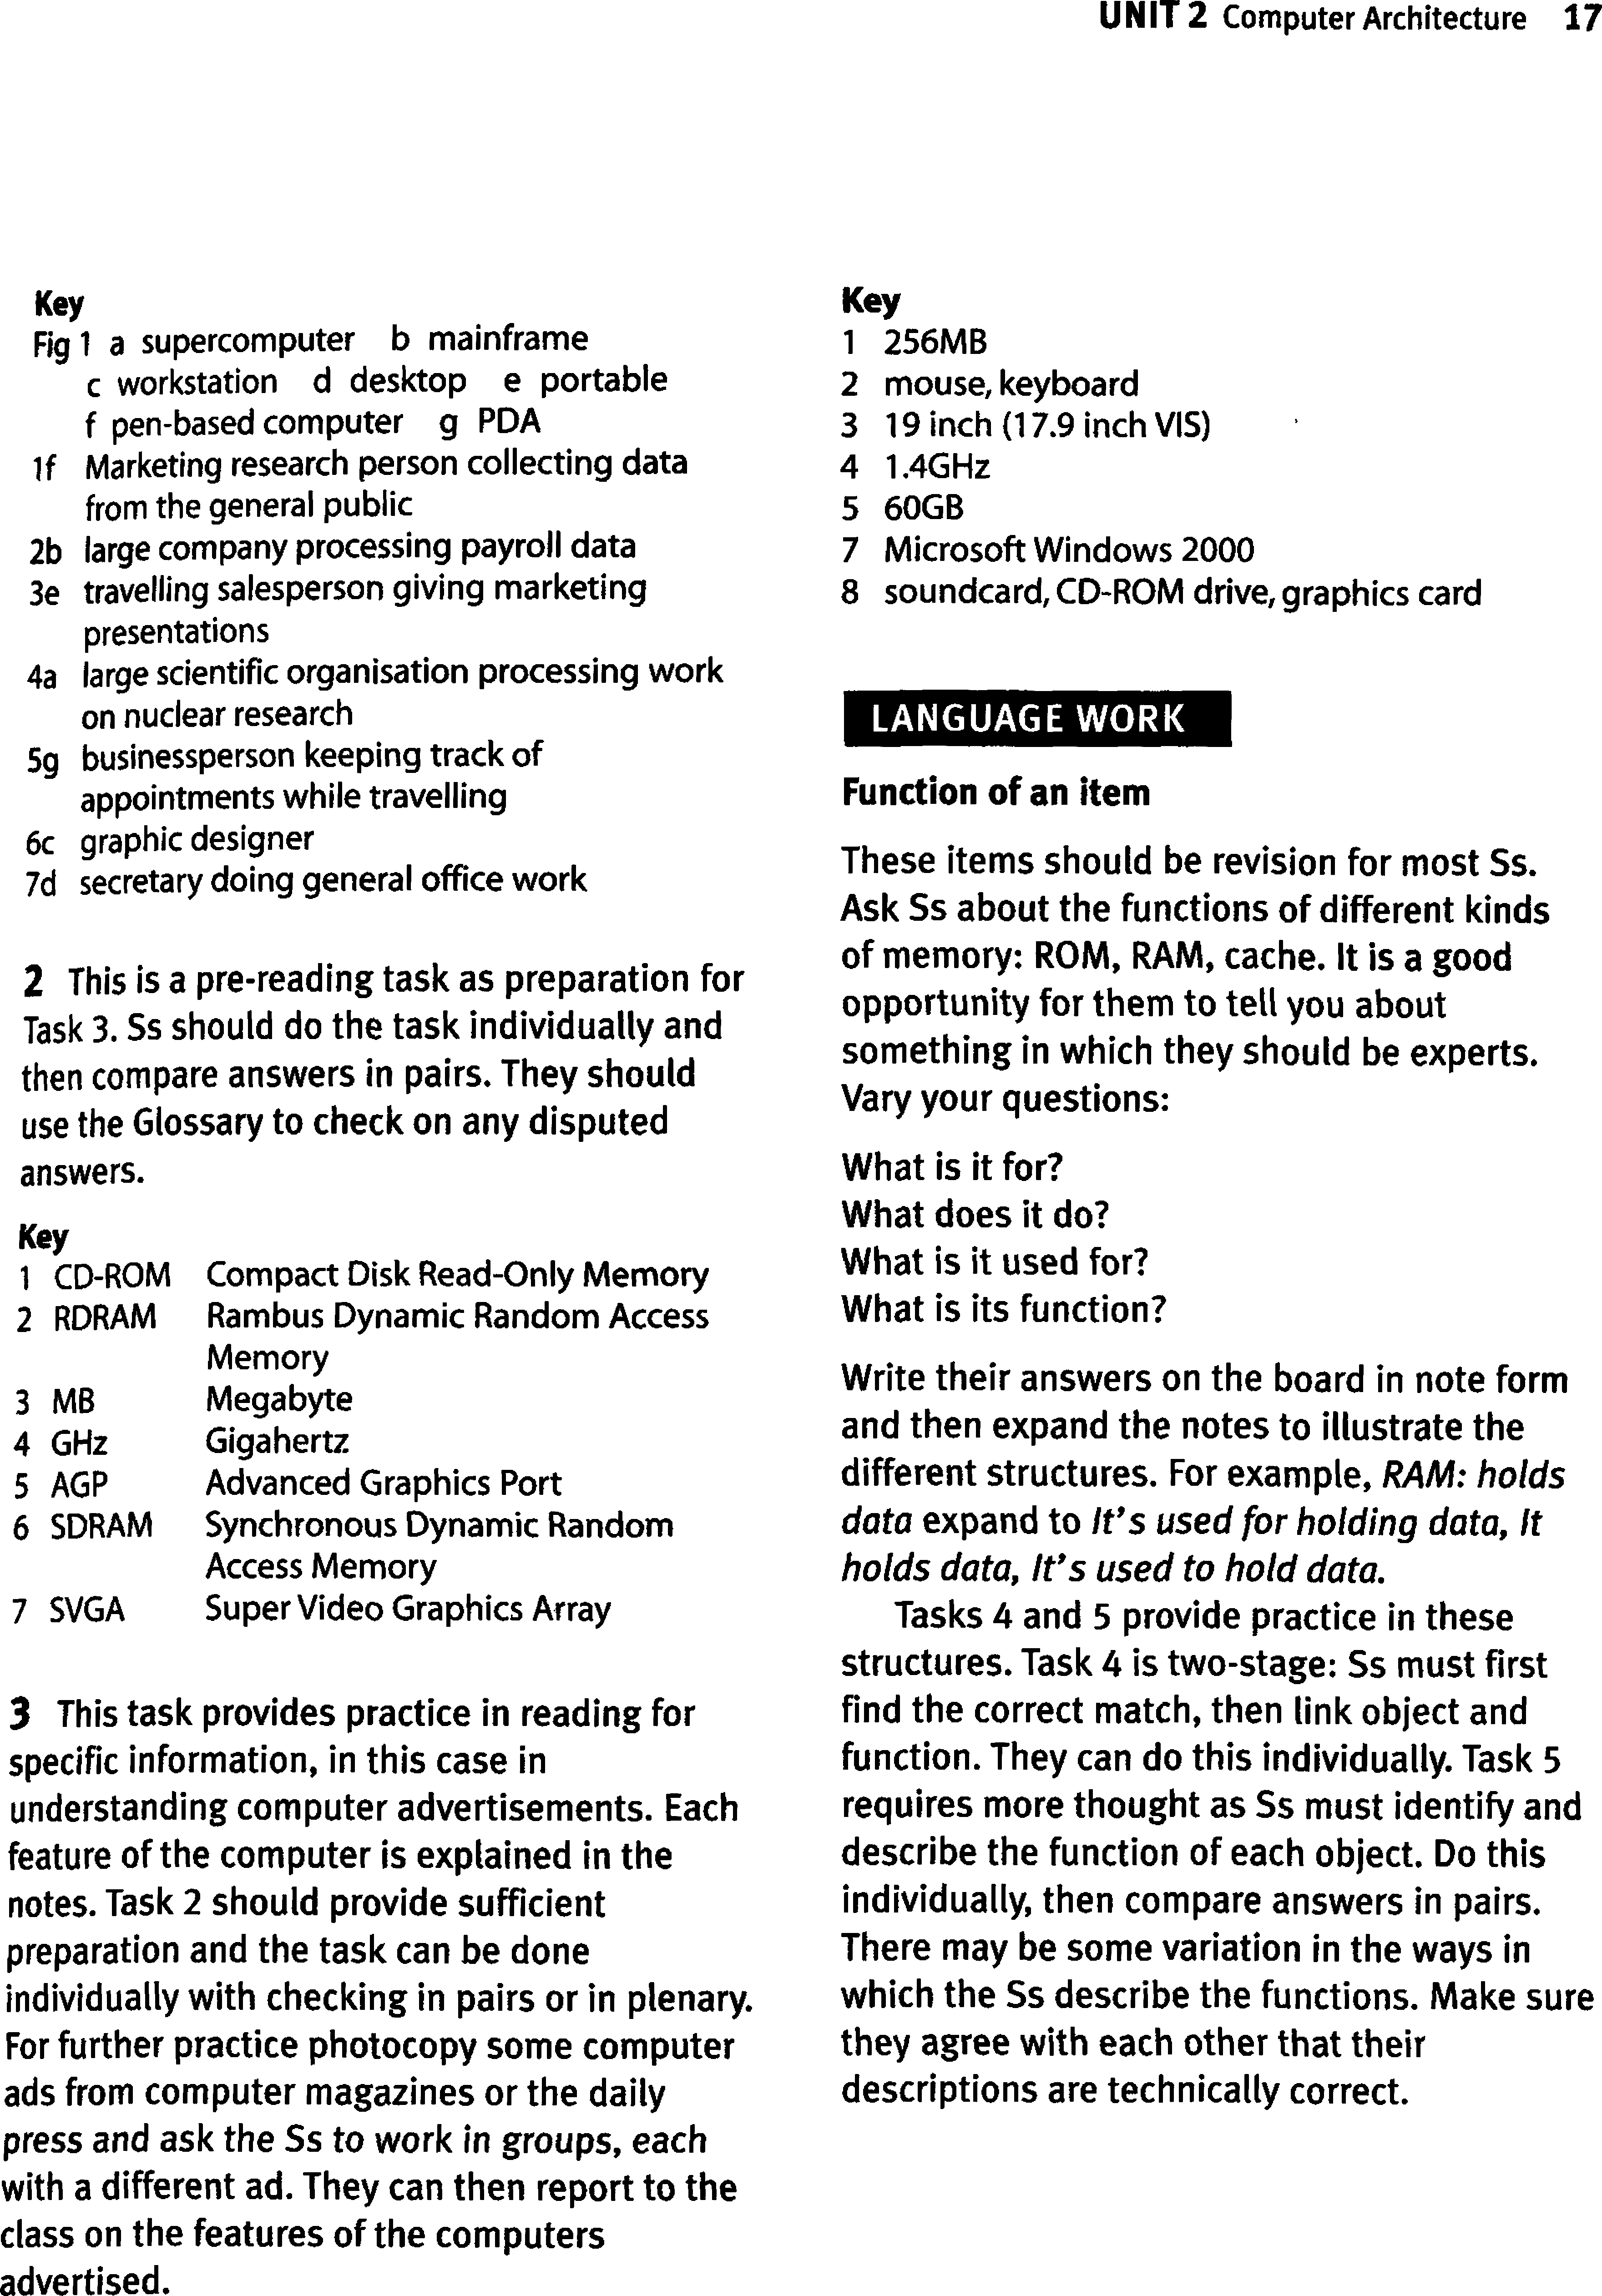 UNIT 2 Computer Architecture 17
Key
Fig 1 a supercomputer b mainframe
c workstation d desktop e portable
f pen-based computer g PDA
1f Marketing research person collecting data
from the general public
2b large company processing payroll data
3e travelling salesperson giving marketing
presentations
4a large scientific organisation processing work
on nuclear research
5g businessperson keeping track of
appointments while travelling
6c graphic designer
7d secretary doing general office work
2 This is a pre-reading task as preparation for
Task 3. Ss should do the task individually and
then compare answers in pairs. They should
use the Glossary to check on any disputed
answers.
Key
1 CD-ROM Compact Disk Read-Only Memory
2 RDRAM Rambus Dynamic Random Access
Memory
3 MB Megabyte
4 GHz Gigahertz
5 AGP Advanced Graphics Port
6 SDRAM Synchronous Dynamic Random
Access Memory
7 SVGA Super Video Graphics Array
3 This task provides practice in reading for
specific information, in this case in
understanding computer advertisements. Each
feature of the computer is explained in the
notes. Task 2 should provide sufficient
preparation and the task can be done
individually with checking in pairs or in plenary.
For further practice photocopy some computer
ads from computer magazines or the daily
press and ask the Ss to work in groups, each
with a different ad. They can then report to the
class on the features of the computers
advertised.
Key
1 256MB
2 mouse, keyboard
3 19 inch (17.9 inch VIS)
4 1.4GHz
5 60GB
7 Microsoft Windows 2000
8 soundcard, CD-ROM drive, graphics card
LANGUAGE WORK
Function of an item
These items should be revision for most Ss.
Ask Ss about the functions of different kinds
of memory: ROM, RAM, cache. It is a good
opportunity for them to tell you about
something in which they should be experts.
Vary your questions:
What is it for?
What does it do?
What is it used for?
What is its function?
Write their answers on the board in note form
and then expand the notes to illustrate the
different structures. For example, RAM: holds
data expand to It's used for holding data, It
holds data, It's used to hold data.
Tasks 4 and 5 provide practice in these
structures. Task 4 is two-stage: Ss must first
find the correct match, then link object and
function. They can do this individually. Task 5
requires more thought as Ss must identify and
describe the function of each object. Do this
individually, then compare answers in pairs.
There may be some variation in the ways in
which the Ss describe the functions. Make sure
they agree with each other that their
descriptions are technically correct.